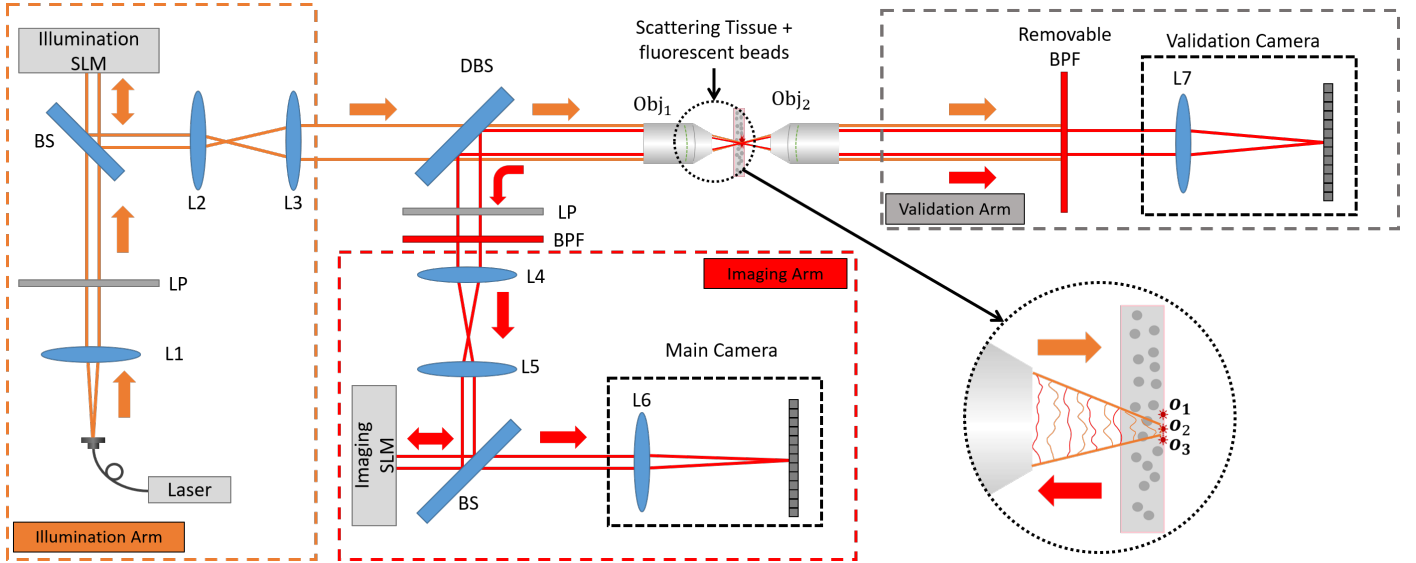 Illumination
SLM
BS
L2
L3
LP
L1
Laser
Illumination Arm
DBS
Scattering Tissue +
fluorescent beads
Obj₁
Obj₂
LP
BPF
Imaging Arm
L4
L5
Main Camera
L6
Imaging
SLM
BS
Removable
BPF
Validation Camera
L7
Validation Arm
o₁
o₂
o₃